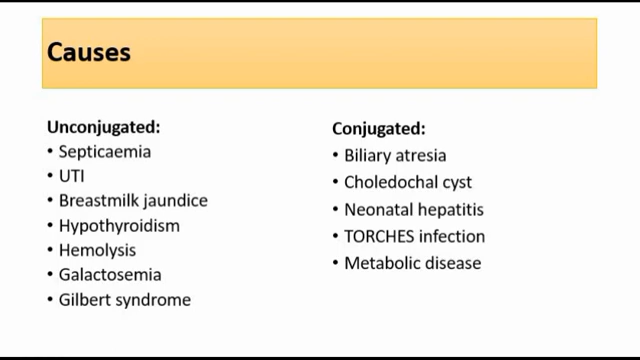 Causes
Unconjugated:
• Septicaemia
• UTI
• Breastmilk jaundice
• Hypothyroidism
• Hemolysis
• Galactosemia
• Gilbert syndrome
Conjugated:
• Biliary atresia
• Choledochal cyst
• Neonatal hepatitis
• TORCHES infection
• Metabolic disease